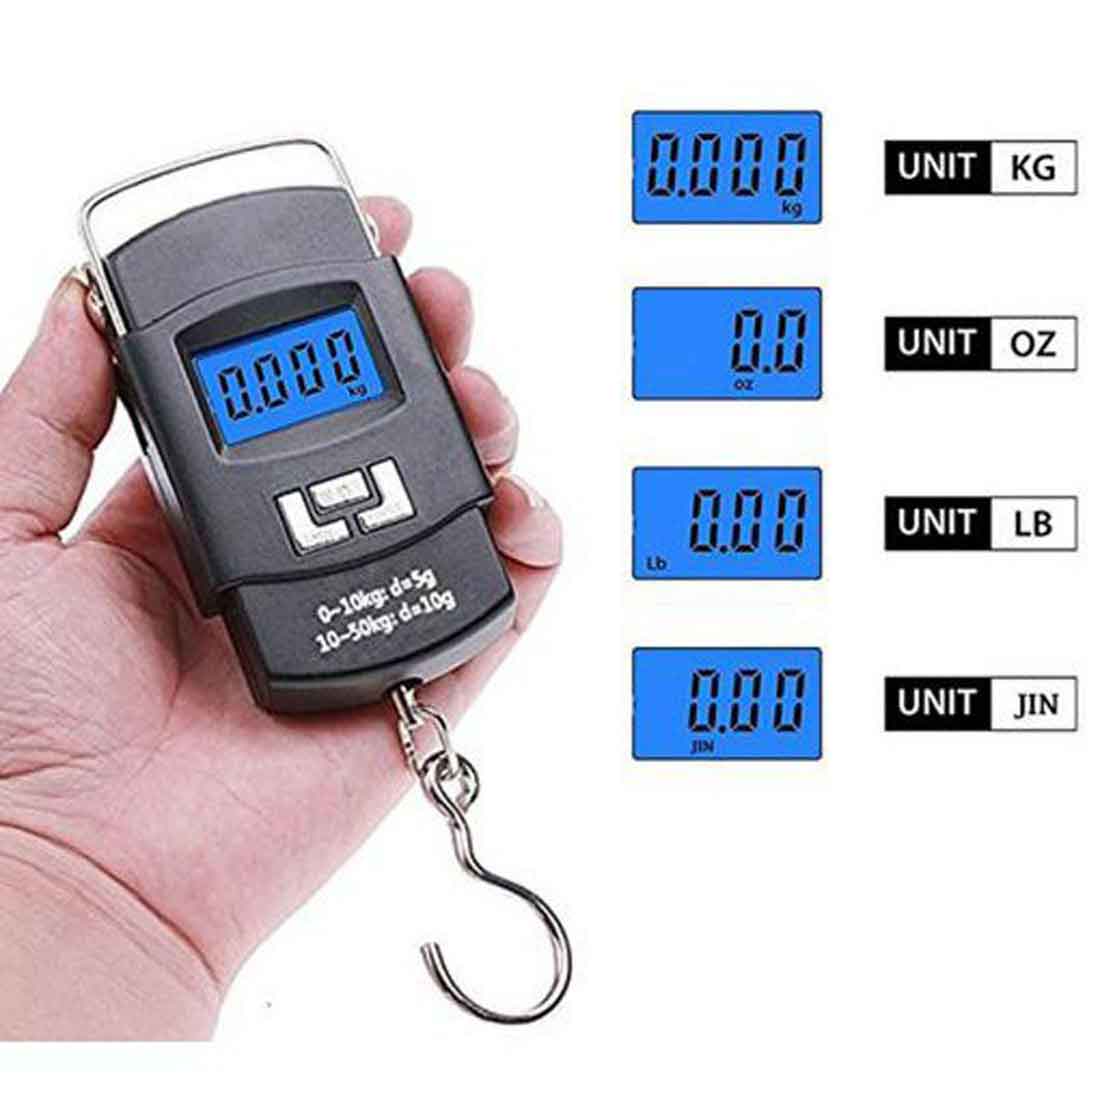 0.000
kg
0~10kg: d=5g
10~50kg: d=10g
0.000
kg
UNIT KG
0.0
oz
UNIT OZ
0.00
Lb
UNIT LB
0.00
JIN
UNIT JIN